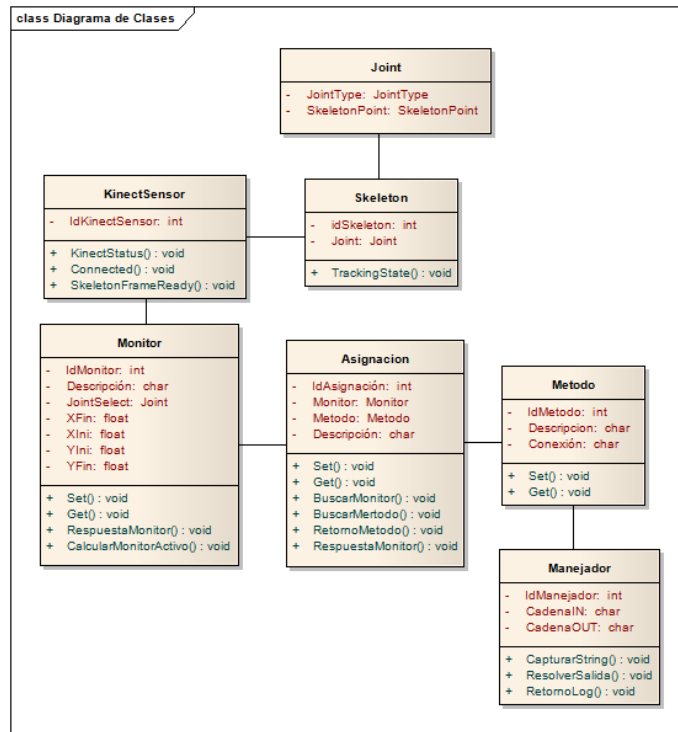 class Diagrama de Clases
Joint
- JointType: JointType
- SkeletonPoint: SkeletonPoint
KinectSensor
- IdKinectSensor: int
+ KinectStatus() : void
+ Connected() : void
+ SkeletonFrameReady() : void
Skeleton
- idSkeleton: int
- Joint: Joint
+ TrackingState() : void
Monitor
- IdMonitor: int
- Descripción: char
- JointSelect: Joint
- XFin: float
- XIni: float
- YIni: float
- YFin: float
+ Set() : void
+ Get() : void
+ RespuestaMonitor() : void
+ CalcularMonitorActivo() : void
Asignacion
- IdAsignación: int
- Monitor: Monitor
- Metodo: Metodo
- Descripción: char
+ Set() : void
+ Get() : void
+ BuscarMonitor() : void
+ BuscarMertodo() : void
+ RetornoMetodo() : void
+ RespuestaMonitor() : void
Metodo
- IdMetodo: int
- Descripcion: char
- Conexión: char
+ Set() : void
+ Get() : void
Manejador
- IdManejador: int
- CadenaIN: char
- CadenaOUT: char
+ CapturarString() : void
+ ResolverSalida() : void
+ RetornoLog() : void